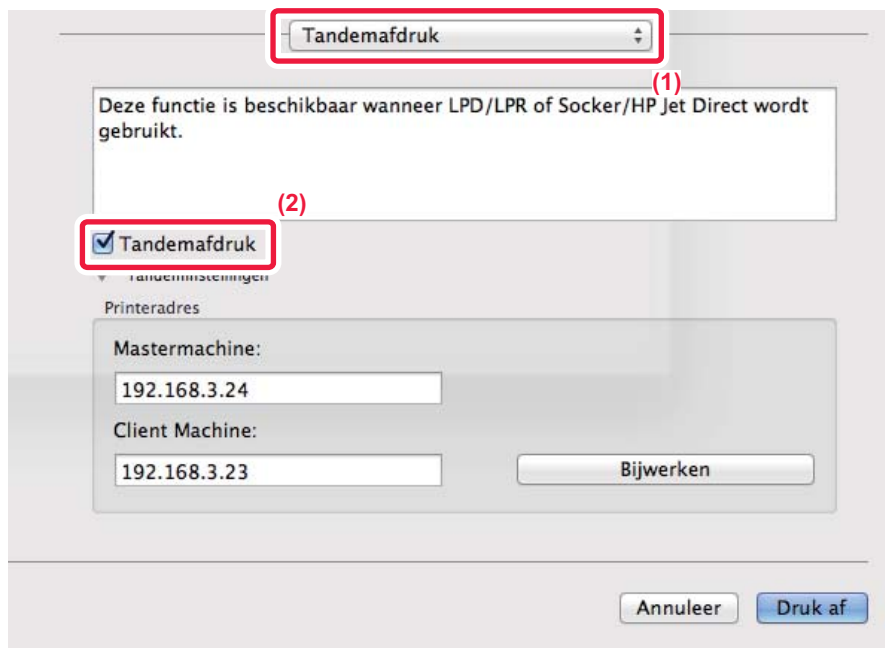 Tandemafdruk
(1)
Deze functie is beschikbaar wanneer LPD/LPR of Socker/HP Jet Direct wordt
gebruikt.
(2)
Tandemafdruk
Tandeminstellingen
Printeradres
Mastermachine:
192.168.3.24
Client Machine:
192.168.3.23
Bijwerken
Annuleer
Druk af